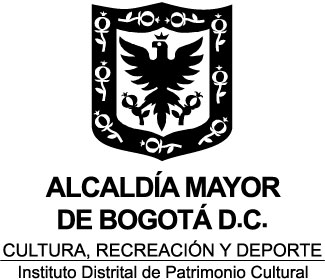 ALCALDÍA MAYOR
DE BOGOTÁ D.C.
CULTURA, RECREACIÓN Y DEPORTE
Instituto Distrital de Patrimonio Cultural